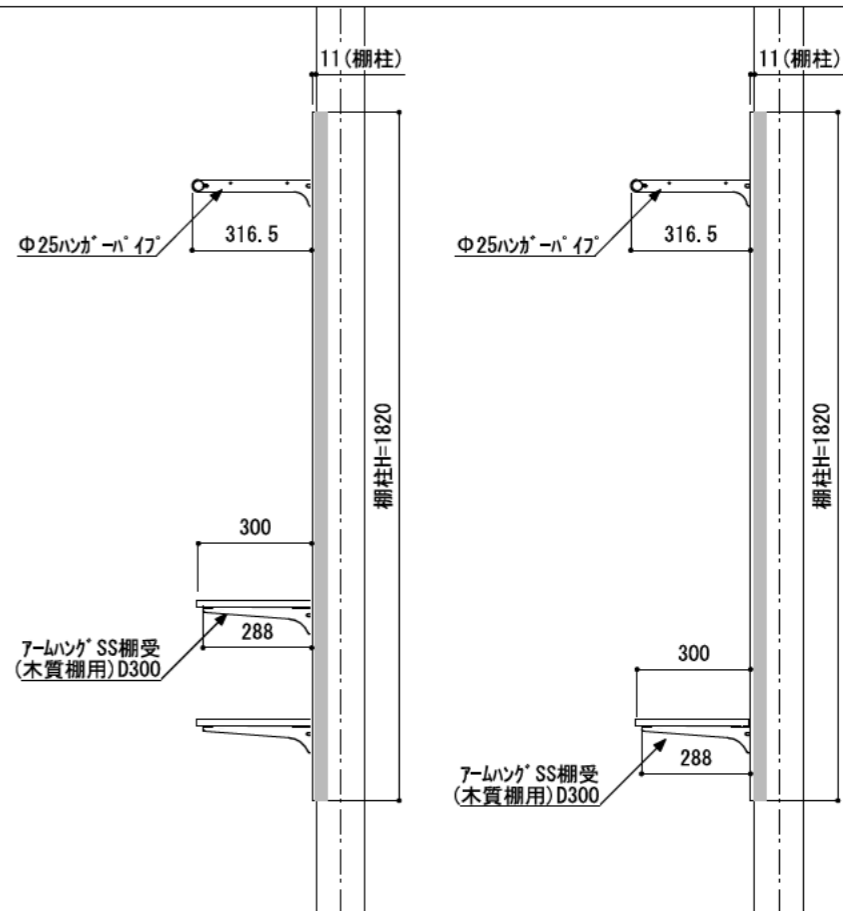 11(棚柱)
Φ25ﾊﾝｶﾞｰﾊﾟｲﾌﾟ
316.5
棚柱H=1820
300
288
ｱｰﾑﾊﾝｸﾞSS棚受
(木質棚用)D300
11(棚柱)
Φ25ﾊﾝｶﾞｰﾊﾟｲﾌﾟ
316.5
棚柱H=1820
300
288
ｱｰﾑﾊﾝｸﾞSS棚受
(木質棚用)D300